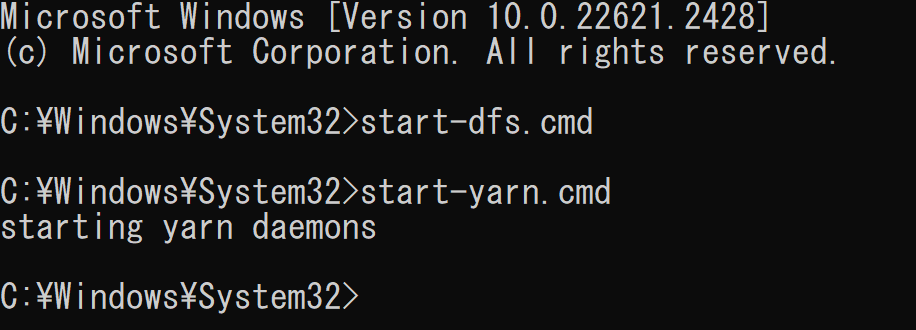 Microsoft Windows [Version 10.0.22621.2428]
(c) Microsoft Corporation. All rights reserved.
C:¥Windows¥System32>start-dfs.cmd
C:¥Windows¥System32>start-yarn.cmd
starting yarn daemons
C:¥Windows¥System32>